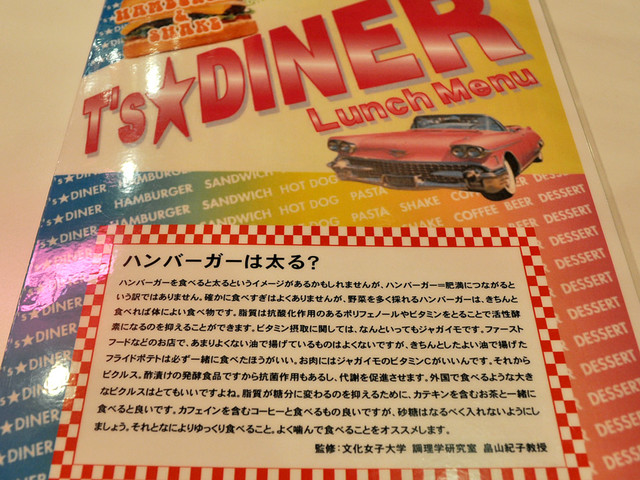 HAMBURGER
&
SHAKE
T's★DINER
Lunch Menu
's★DINER HAMBURGER SANDWICH HOT DOG PASTA SHAKE COFFEE BEER DESSERT
's★DINER HAMBURGER SANDWICH HOT DOG PASTA SHAKE COFFEE BEER DESSERT
DESSERT
DESSERT
DESSERT
DESSERT
DESSERT
ハンバーガーは太る?
ハンバーガーを食べると太るというイメージがあるかもしれませんが、ハンバーガー=肥満につながると
いう訳ではありません。確かに食べすぎはよくありませんが、野菜を多く採れるハンバーガーは、きちんと
食べれば体によい食べ物です。脂質は抗酸化作用のあるポリフェノールやビタミンをとることで活性酵
素になるのを抑えることができます。ビタミン摂取に関しては、なんといってもジャガイモです。ファースト
フードなどのお店で、あまりよくない油で揚げているものはよくないですが、きちんとしたよい油で揚げた
フライドポテトは必ず一緒に食べたほうがいい。お肉にはジャガイモのビタミンCがいいんです。それから
ピクルス。酢漬けの発酵食品ですから抗菌作用もあるし、代謝を促進させます。外国で食べるような大き
なピクルスはとてもいいですよね。脂質が糖分に変わるのを抑えるために、カテキンを含むお茶と一緒に
食べると良いです。カフェインを含むコーヒーと食べるもの良いですが、砂糖はなるべく入れないようにし
ましょう。それとなによりゆっくり食べること。よく噛んで食べることをオススメします。
監修:文化女子大学 調理学研究室 畠山紀子教授